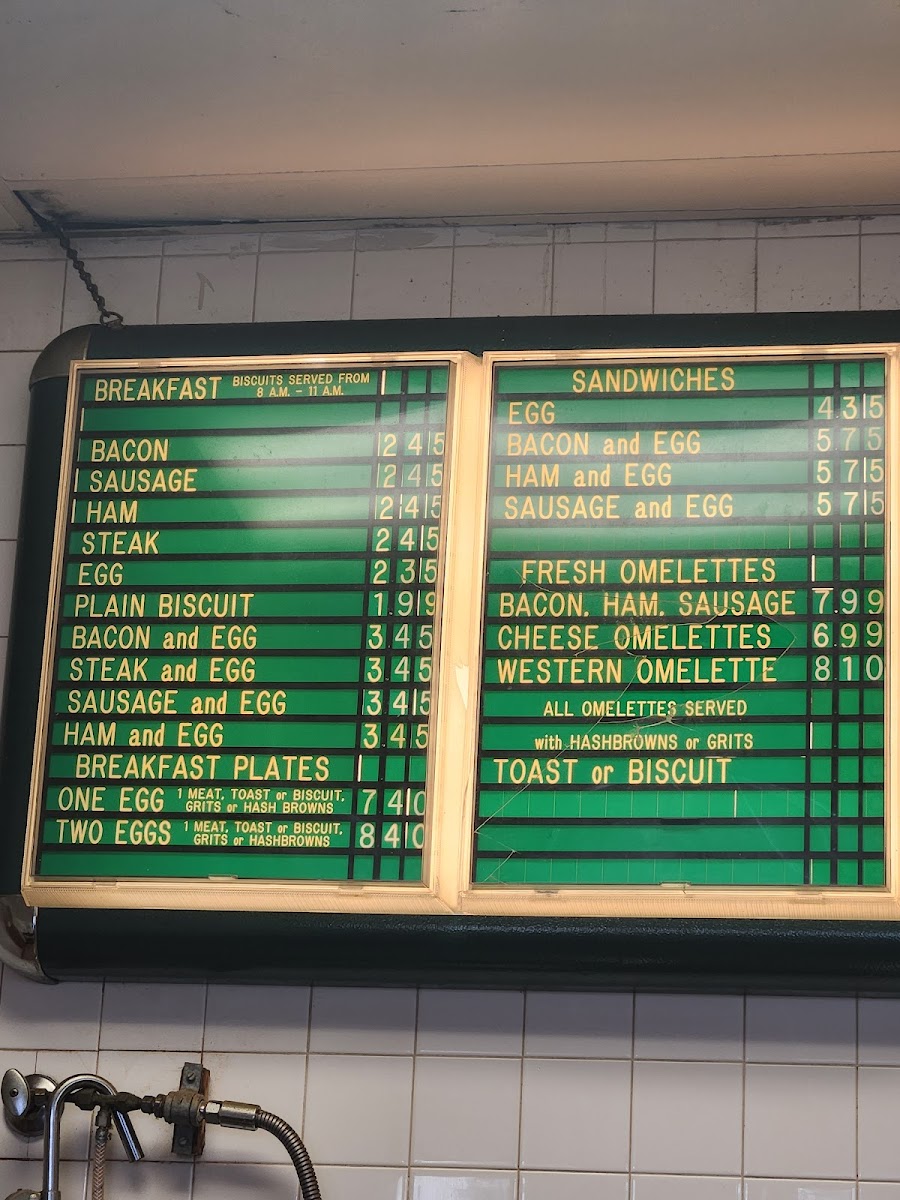 BREAKFAST BISCUITS SERVED FROM 8 A.M. – 11 A.M.
BACON 2 45
SAUSAGE 2 45
HAM 2 45
STEAK 2 45
EGG 2 35
PLAIN BISCUIT 1.99
BACON and EGG 3.45
STEAK and EGG 3.45
SAUSAGE and EGG 3 45
HAM and EGG 3.45
BREAKFAST PLATES
ONE EGG 1 MEAT, TOAST or BISCUIT, GRITS or HASH BROWNS 7 40
TWO EGGS 1 MEAT, TOAST or BISCUIT, GRITS or HASHBROWNS 8 40
SANDWICHES
EGG 4.35
BACON and EGG 5 75
HAM and EGG 5 75
SAUSAGE and EGG 5 75
FRESH OMELETTES
BACON, HAM, SAUSAGE 7.99
CHEESE OMELETTES 6.99
WESTERN OMELETTE 8 10
ALL OMELETTES SERVED
with HASHBROWNS or GRITS
TOAST or BISCUIT